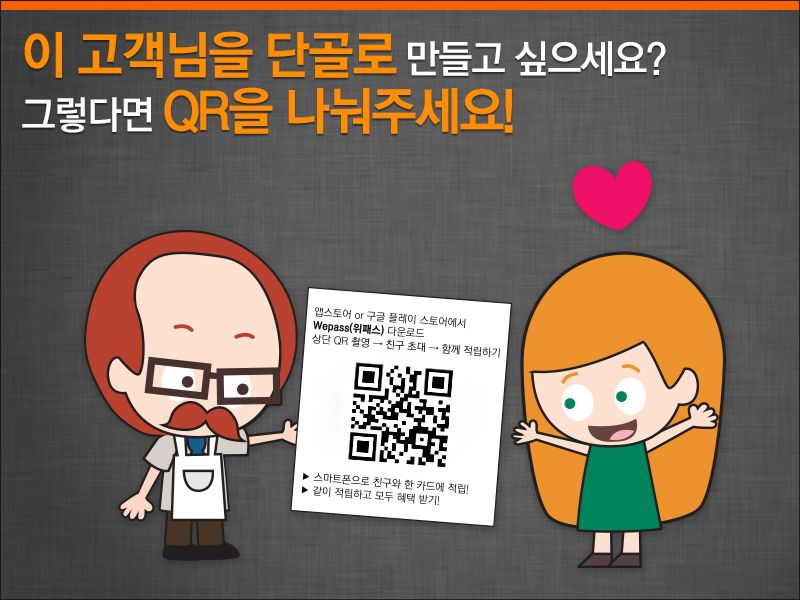 이 고객님을 단골로 만들고 싶으세요?
그렇다면 QR을 나눠주세요!
앱스토어 or 구글 플레이 스토어에서
Wepass(위패스) 다운로드
상단 QR 촬영 → 친구 초대 → 함께 적립하기
▶ 스마트폰으로 친구와 한 카드에 적립!
▶ 같이 적립하고 모두 혜택 받기!